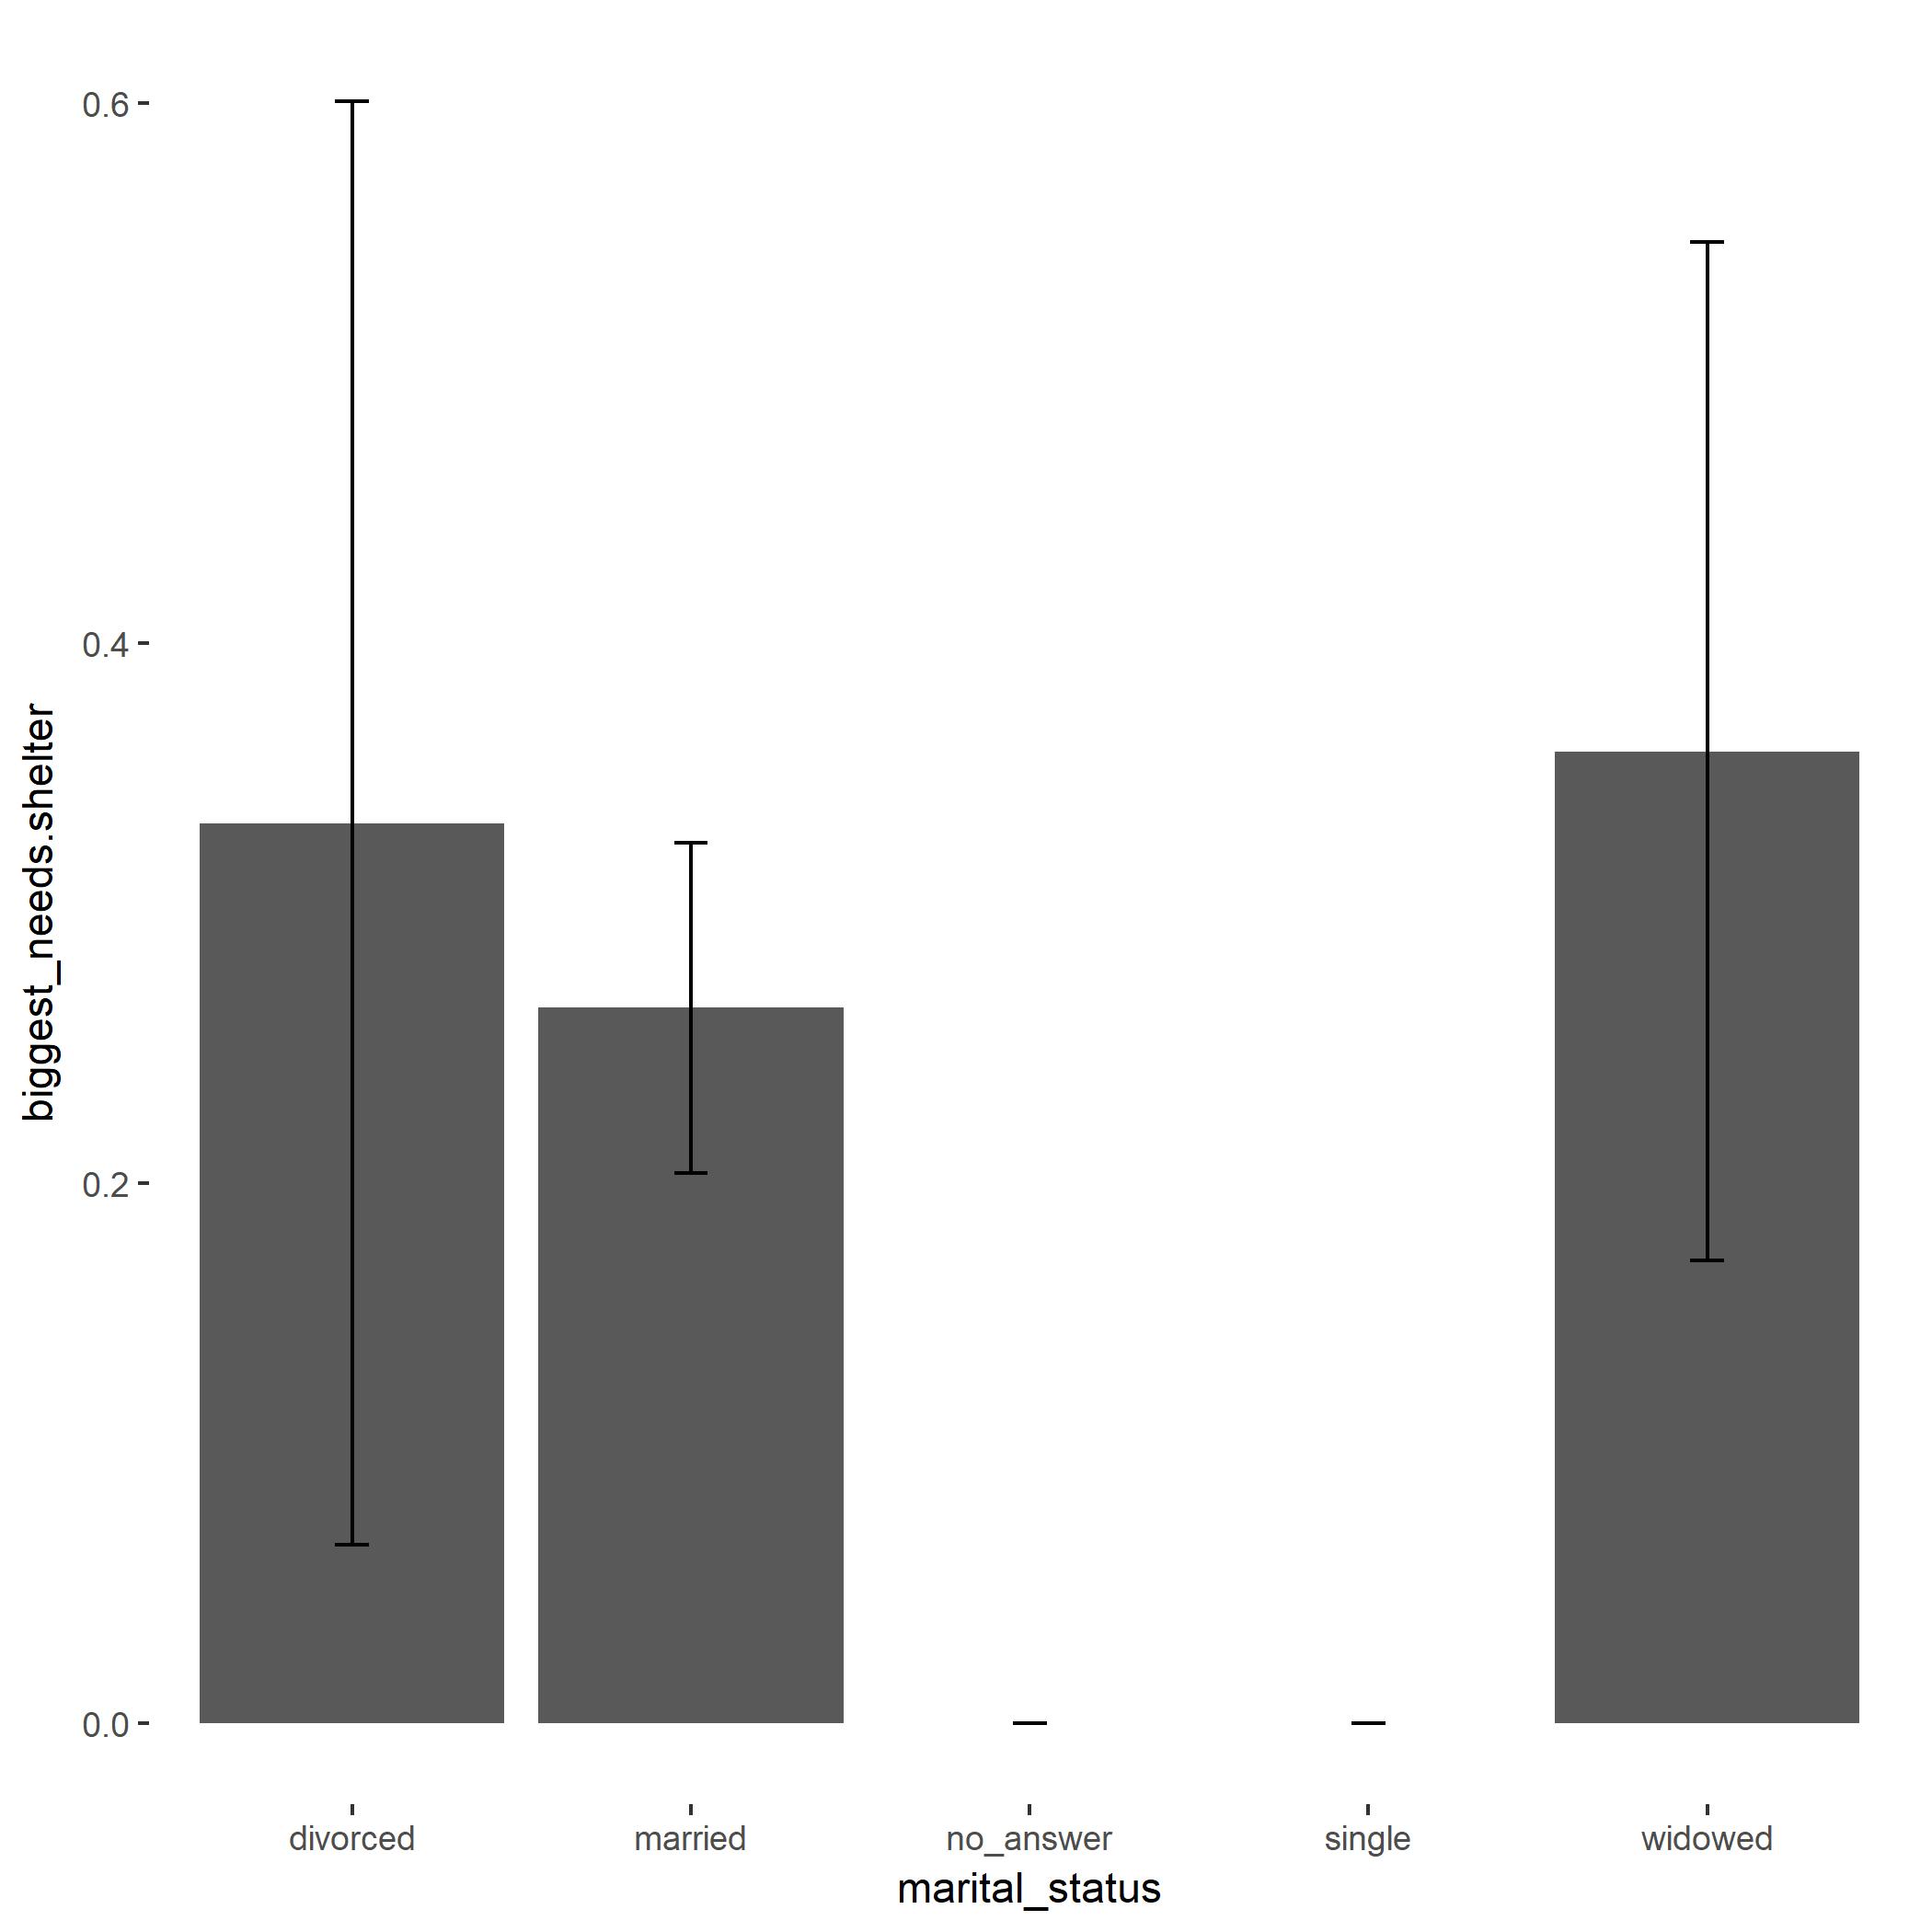 biggest_needs.shelter
0.6
0.4
0.2
0.0
divorced married no_answer single widowed
marital_status